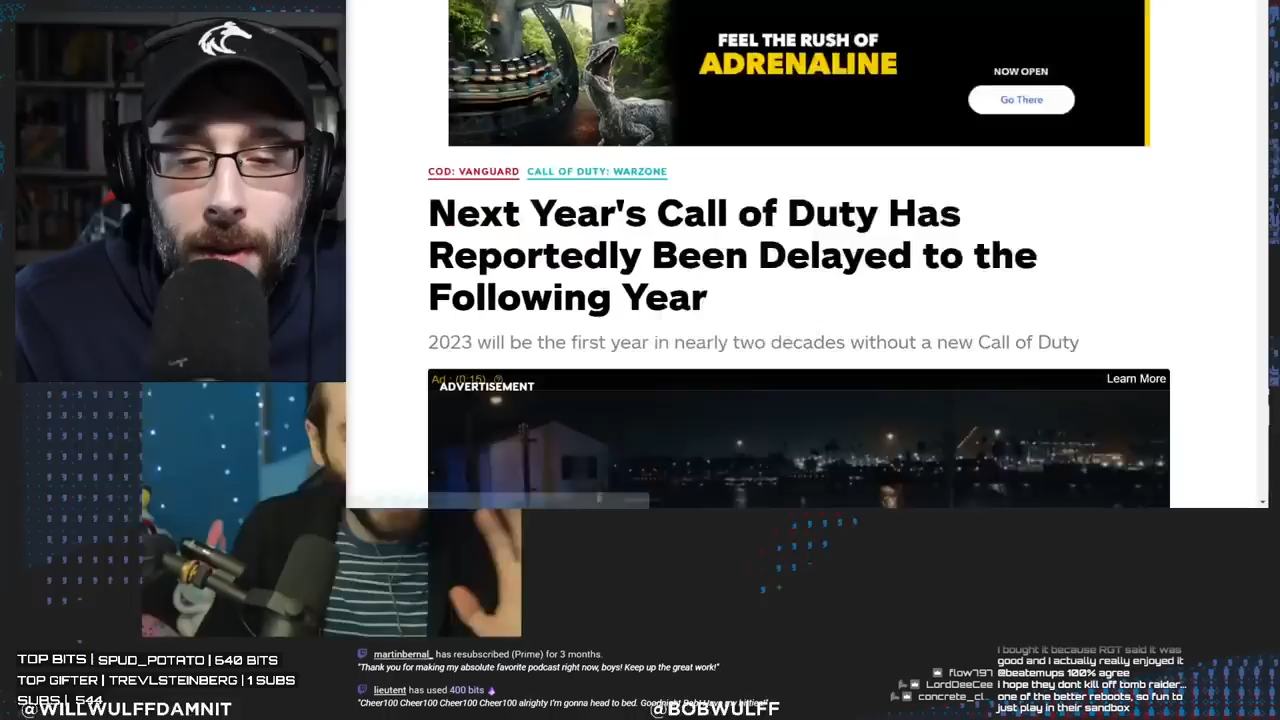 FEEL THE RUSH OF
ADRENALINE
NOW OPEN
Go There
COD: VANGUARD CALL OF DUTY: WARZONE
Next Year's Call of Duty Has
Reportedly Been Delayed to the
Following Year
2023 will be the first year in nearly two decades without a new Call of Duty
Ad : (0:15)
ADVERTISEMENT
Learn More
TOP BITS | SPUD_POTATO | 640 BITS
TOP GIFTER | TREVLSTEINBERG | 1 SUBS
SUBS | 544
@WILLWULFFDAMNIT
martinbernal_ has resubscribed (Prime) for 3 months.
"Thank you for making my absolute favorite podcast right now, boys! Keep up the great work!"
lieutent has used 400 bits
"Cheer100 Cheer100 Cheer100 Cheer100 alrighty I'm gonna head to bed. Goodnight
@BOBWULFF
I bought it because RGT said it was
good and I actually really enjoyed it
flow797 @beatemups 100% agree
LordDeeCee I hope they dont kill off tomb raider...
concrete_cl_ one of the better reboots, so fun to
just play in their sandbox